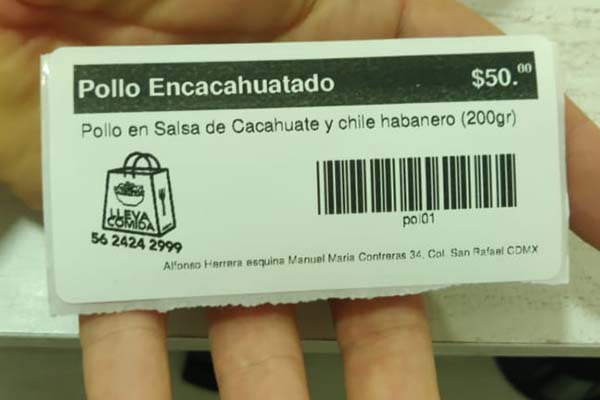 Pollo Encacahuatado $50.00
Pollo en Salsa de Cacahuate y chile habanero (200gr)
LLEVA
COMIDA
pol01
56 2424 2999
Alfonso Herrera esquina Manuel Maria Contreras 34, Col. San Rafael CDMX